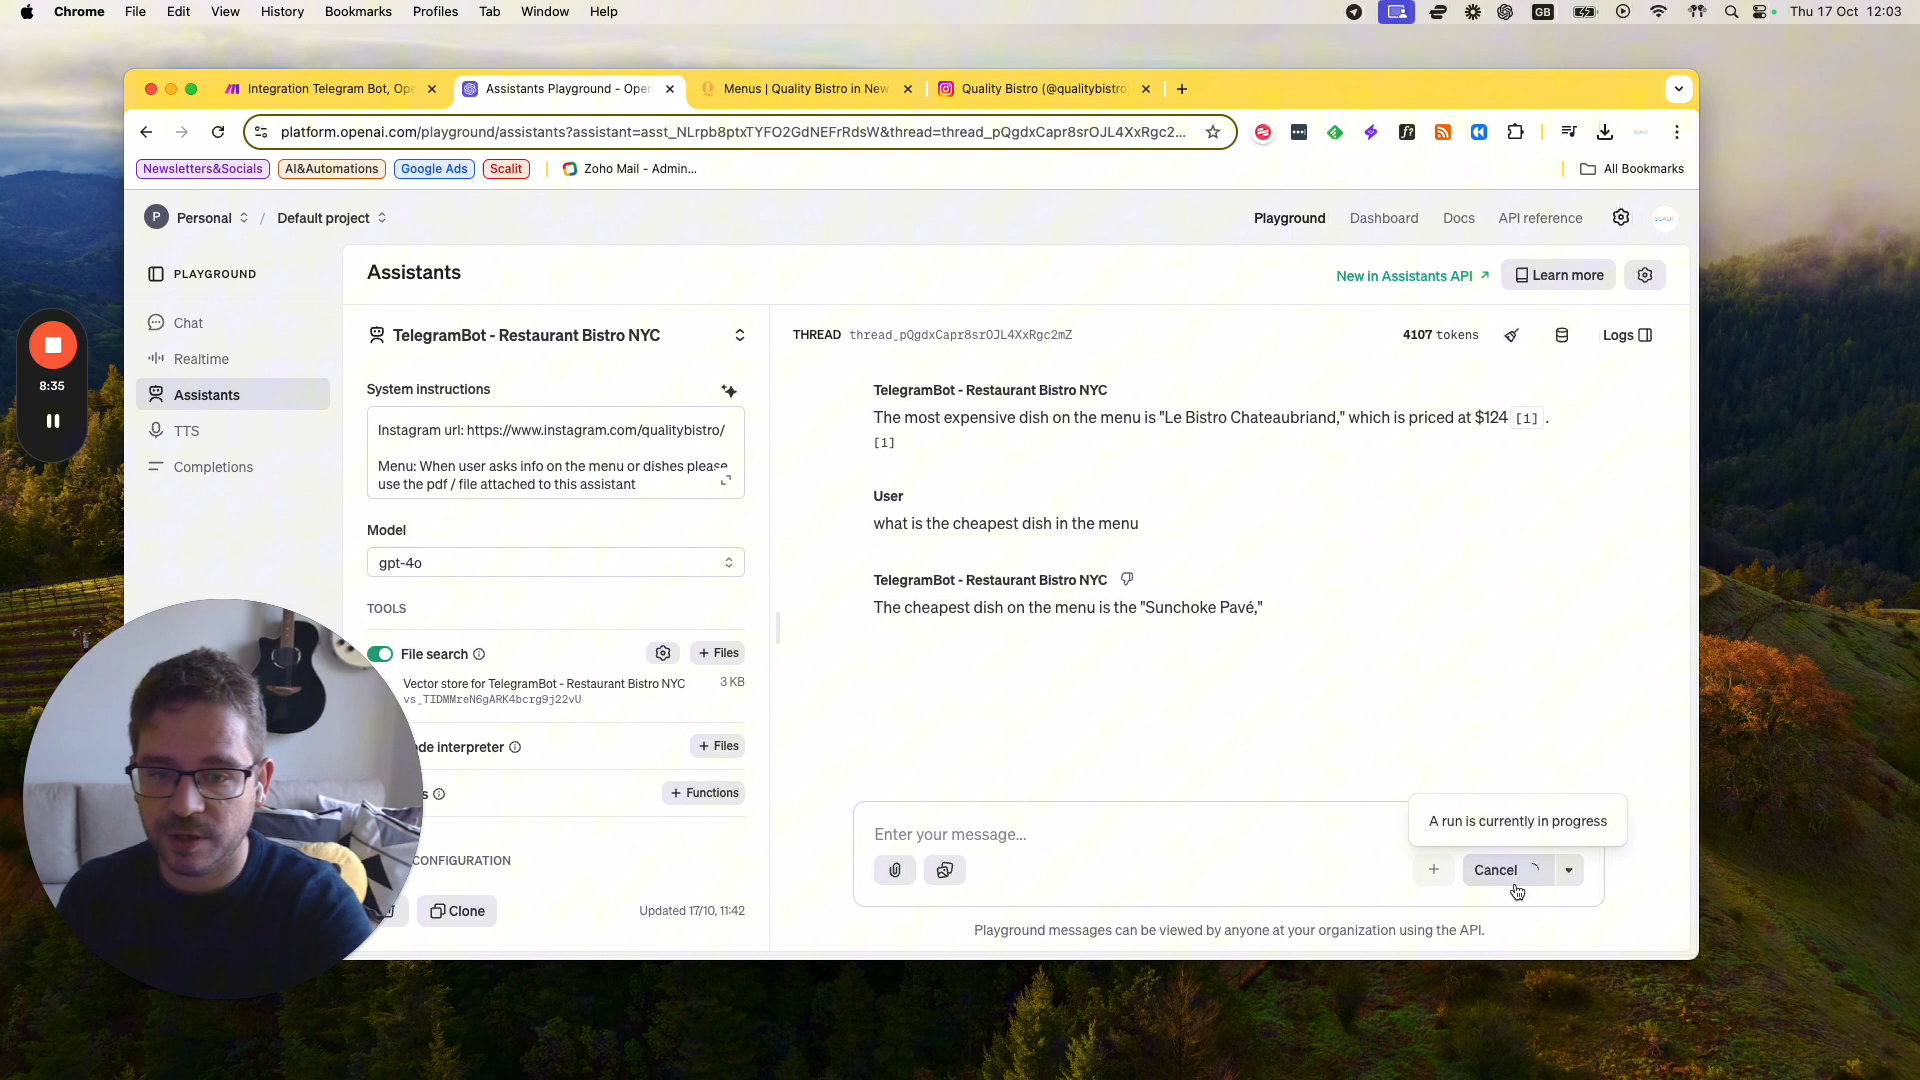 Chrome File Edit View History Bookmarks Profiles Tab Window Help
GB
Thu 17 Oct 12:03
Integration Telegram Bot, Ope
Assistants Playground - Open
Menus | Quality Bistro in New
Quality Bistro (@qualitybistro
platform.openai.com/playground/assistants?assistant=asst_NLrpb8ptxTYFO2GdNEFrRdsW&thread=thread_pQgdxCapr8srOJL4XxRgc2...
Newsletters&Socials
AI&Automations
Google Ads
Scalit
Zoho Mail - Admin...
All Bookmarks
P Personal / Default project
Playground Dashboard Docs API reference
SCALIT
PLAYGROUND
Chat
Realtime
Assistants
TTS
Completions
8:35
Assistants
New in Assistants API
Learn more
TelegramBot - Restaurant Bistro NYC
System instructions
Instagram url: https://www.instagram.com/qualitybistro/
Menu: When user asks info on the menu or dishes please
use the pdf / file attached to this assistant
Model
gpt-4o
TOOLS
File search
+ Files
Vector store for TelegramBot - Restaurant Bistro NYC
3 KB
vs_TIDMMreN6gARK4bcrg9j22vU
ode interpreter
+ Files
s
+ Functions
CONFIGURATION
Clone
Updated 17/10, 11:42
THREAD thread_pQgdxCapr8srOJL4XxRgc2mZ
4107 tokens
Logs
TelegramBot - Restaurant Bistro NYC
The most expensive dish on the menu is "Le Bistro Chateaubriand," which is priced at $124 [1] .
[1]
User
what is the cheapest dish in the menu
TelegramBot - Restaurant Bistro NYC
The cheapest dish on the menu is the "Sunchoke Pavé,"
A run is currently in progress
Enter your message...
Cancel
Playground messages can be viewed by anyone at your organization using the API.